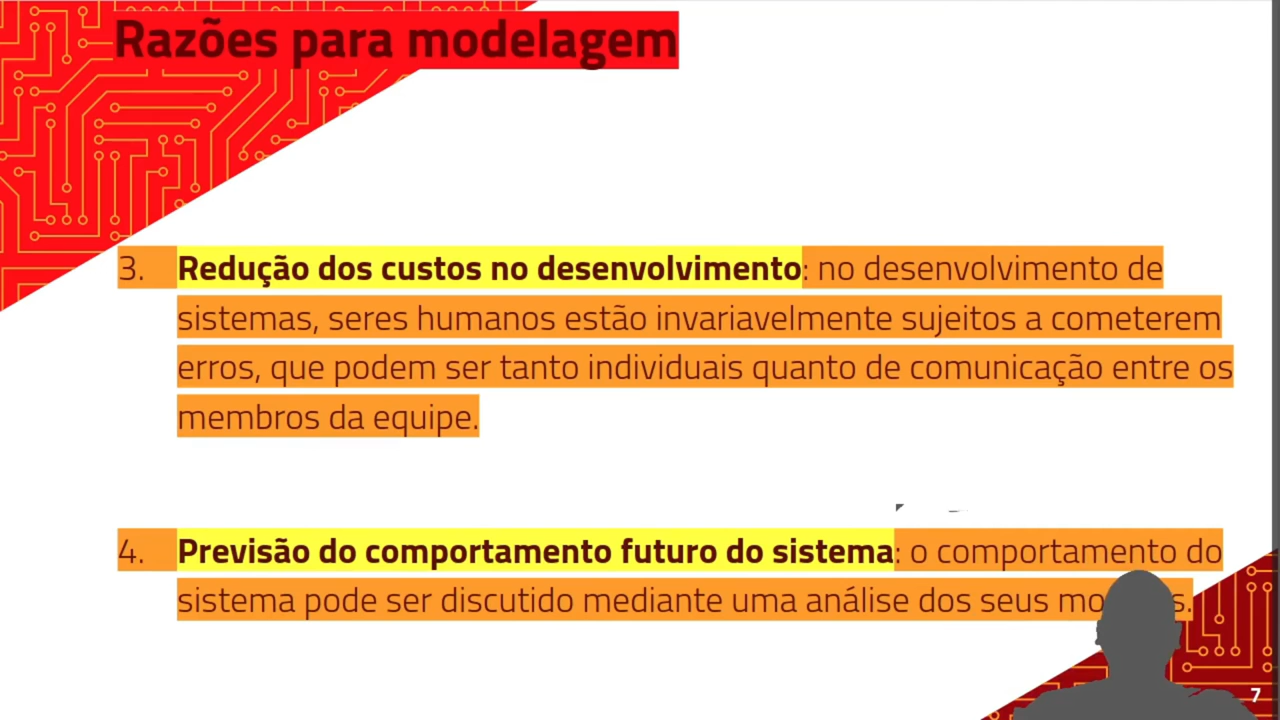 Razões para modelagem
3. Redução dos custos no desenvolvimento: no desenvolvimento de
sistemas, seres humanos estão invariavelmente sujeitos a cometerem
erros, que podem ser tanto individuais quanto de comunicação entre os
membros da equipe.
4. Previsão do comportamento futuro do sistema: o comportamento do
sistema pode ser discutido mediante uma análise dos seus
7